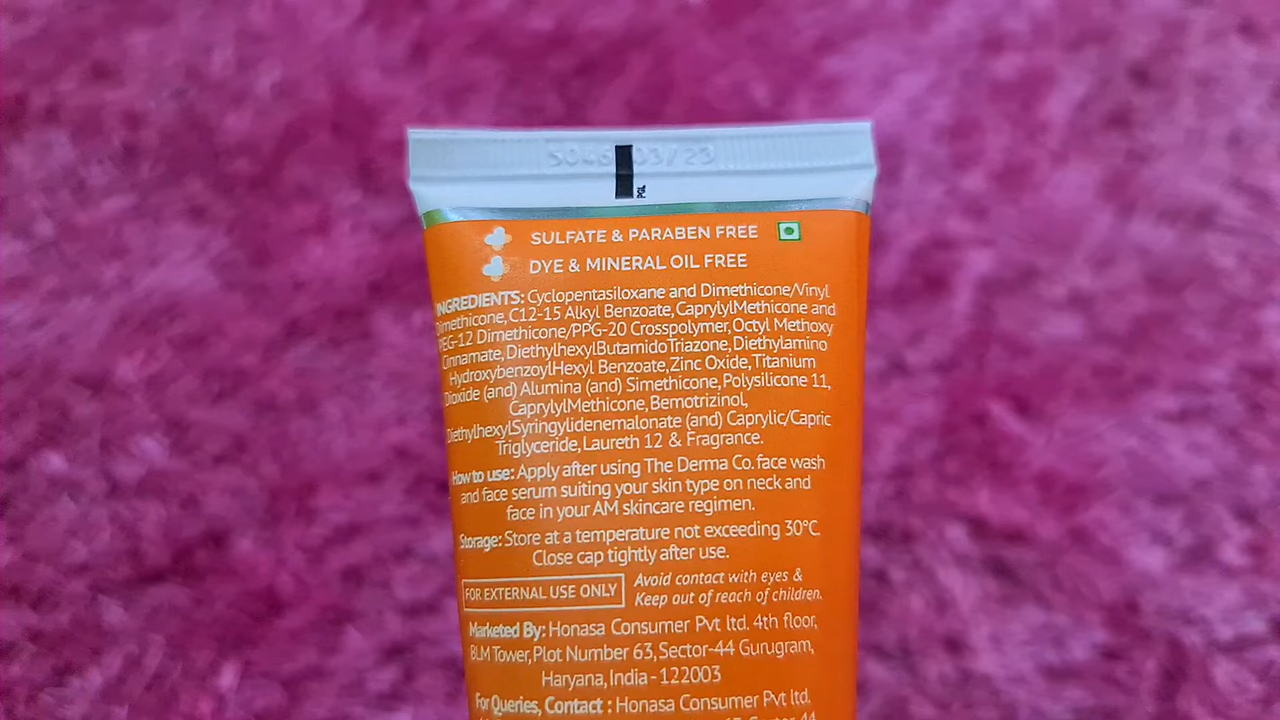 5046 03/23
PGL
SULFATE & PARABEN FREE
DYE & MINERAL OIL FREE
INGREDIENTS: Cyclopentasiloxane and Dimethicone/Vinyl
Dimethicone, C12-15 Alkyl Benzoate, CaprylylMethicone and
PEG-12 Dimethicone/PPG-20 Crosspolymer, Octyl Methoxy
Cinnamate, DiethylhexylButamidoTriazone, Diethylamino
HydroxybenzoylHexyl Benzoate, Zinc Oxide, Titanium
Dioxide (and) Alumina (and) Simethicone, Polysilicone 11,
CaprylylMethicone, Bemotrizinol,
DiethylhexylSyringylidenemalonate (and) Caprylic/Capric
Triglyceride, Laureth 12 & Fragrance.
How to use: Apply after using The Derma Co. face wash
and face serum suiting your skin type on neck and
face in your AM skincare regimen.
Storage: Store at a temperature not exceeding 30°C.
Close cap tightly after use.
FOR EXTERNAL USE ONLY
Avoid contact with eyes &
Keep out of reach of children.
Marketed By: Honasa Consumer Pvt ltd. 4th floor,
BLM Tower, Plot Number 63, Sector-44 Gurugram,
Haryana, India - 122003
For Queries, Contact : Honasa Consumer Pvt ltd.